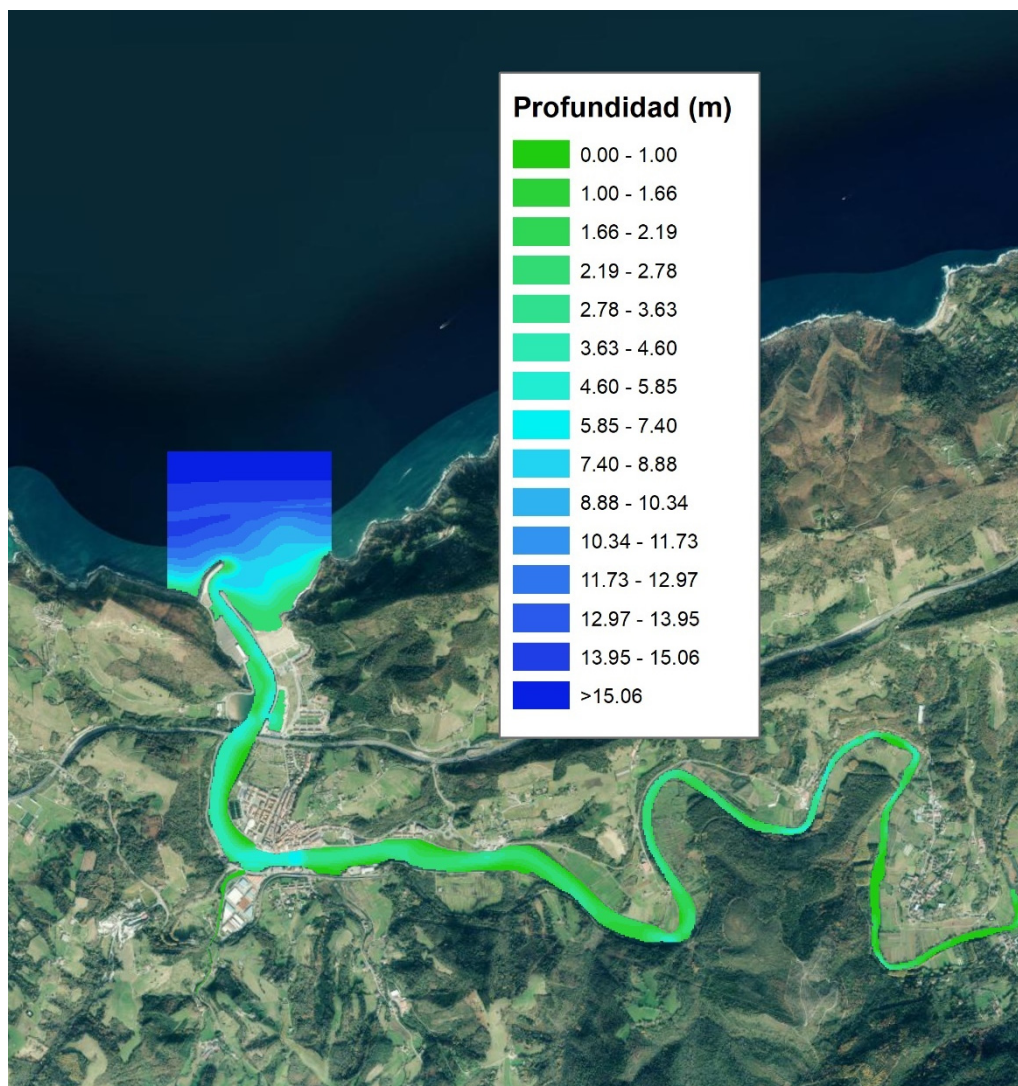 Profundidad (m)
0.00 - 1.00
1.00 - 1.66
1.66 - 2.19
2.19 - 2.78
2.78 - 3.63
3.63 - 4.60
4.60 - 5.85
5.85 - 7.40
7.40 - 8.88
8.88 - 10.34
10.34 - 11.73
11.73 - 12.97
12.97 - 13.95
13.95 - 15.06
>15.06